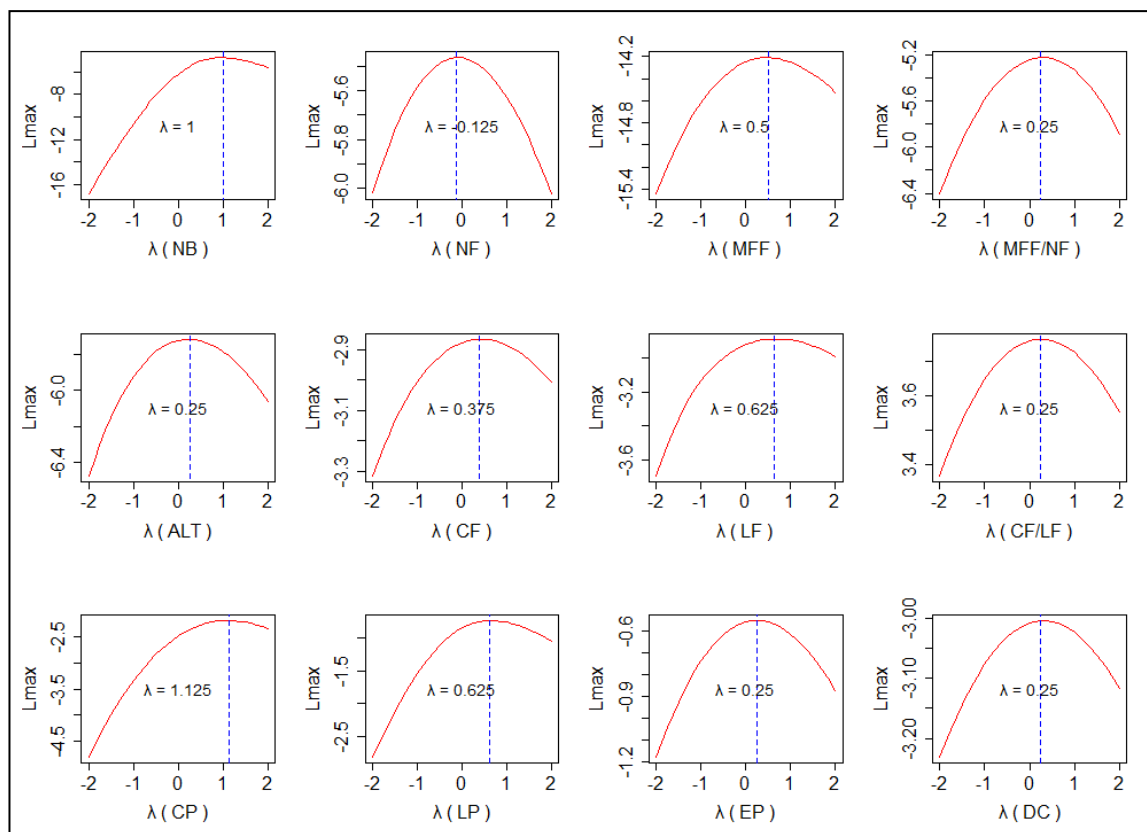 Lmax
-16 -12 -8
λ = 1
-2 -1 0 1 2
λ ( NB )
Lmax
-6.0 -5.8 -5.6
λ = -0.125
-2 -1 0 1 2
λ ( NF )
Lmax
-15.4 -14.8 -14.2
λ = 0.5
-2 -1 0 1 2
λ ( MFF )
Lmax
-6.4 -6.0 -5.6 -5.2
λ = 0.25
-2 -1 0 1 2
λ ( MFF/NF )
Lmax
-6.4 -6.0
λ = 0.25
-2 -1 0 1 2
λ ( ALT )
Lmax
-3.3 -3.1 -2.9
λ = 0.375
-2 -1 0 1 2
λ ( CF )
Lmax
-3.6 -3.2
λ = 0.625
-2 -1 0 1 2
λ ( LF )
Lmax
3.4 3.6
λ = 0.25
-2 -1 0 1 2
λ ( CF/LF )
Lmax
-4.5 -3.5 -2.5
λ = 1.125
-2 -1 0 1 2
λ ( CP )
Lmax
-2.5 -1.5
λ = 0.625
-2 -1 0 1 2
λ ( LP )
Lmax
-1.2 -0.9 -0.6
λ = 0.25
-2 -1 0 1 2
λ ( EP )
Lmax
-3.20 -3.10 -3.00
λ = 0.25
-2 -1 0 1 2
λ ( DC )